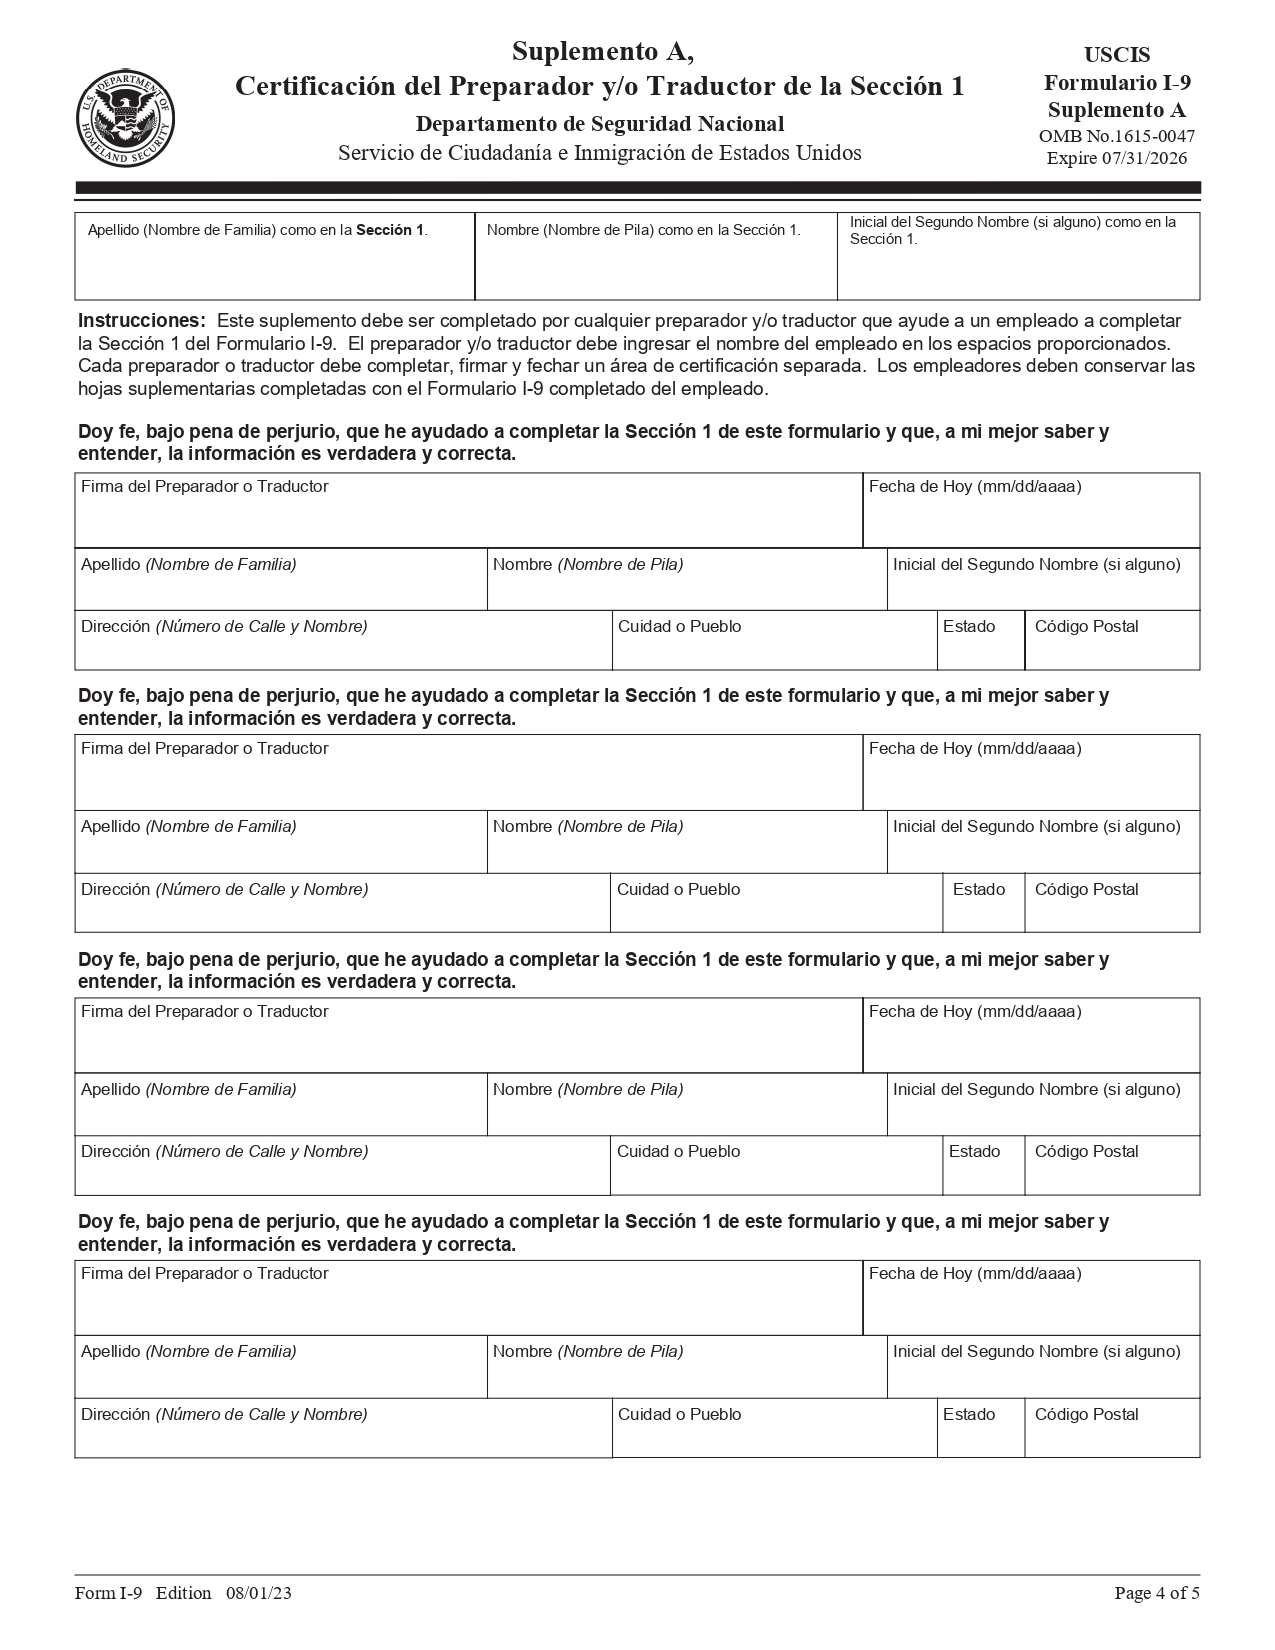 Suplemento A,
Certificación del Preparador y/o Traductor de la Sección 1
Departamento de Seguridad Nacional
Servicio de Ciudadanía e Inmigración de Estados Unidos
U.S. DEPARTMENT OF HOMELAND SECURITY
USCIS
Formulario I-9
Suplemento A
OMB No.1615-0047
Expire 07/31/2026
Apellido (Nombre de Familia) como en la Sección 1.
Nombre (Nombre de Pila) como en la Sección 1.
Inicial del Segundo Nombre (si alguno) como en la
Sección 1.
Instrucciones: Este suplemento debe ser completado por cualquier preparador y/o traductor que ayude a un empleado a completar
la Sección 1 del Formulario I-9. El preparador y/o traductor debe ingresar el nombre del empleado en los espacios proporcionados.
Cada preparador o traductor debe completar, firmar y fechar un área de certificación separada. Los empleadores deben conservar las
hojas suplementarias completadas con el Formulario I-9 completado del empleado.
Doy fe, bajo pena de perjurio, que he ayudado a completar la Sección 1 de este formulario y que, a mi mejor saber y
entender, la información es verdadera y correcta.
Firma del Preparador o Traductor
Fecha de Hoy (mm/dd/aaaa)
Apellido (Nombre de Familia)
Nombre (Nombre de Pila)
Inicial del Segundo Nombre (si alguno)
Dirección (Número de Calle y Nombre)
Cuidad o Pueblo
Estado
Código Postal
Doy fe, bajo pena de perjurio, que he ayudado a completar la Sección 1 de este formulario y que, a mi mejor saber y
entender, la información es verdadera y correcta.
Firma del Preparador o Traductor
Fecha de Hoy (mm/dd/aaaa)
Apellido (Nombre de Familia)
Nombre (Nombre de Pila)
Inicial del Segundo Nombre (si alguno)
Dirección (Número de Calle y Nombre)
Cuidad o Pueblo
Estado
Código Postal
Doy fe, bajo pena de perjurio, que he ayudado a completar la Sección 1 de este formulario y que, a mi mejor saber y
entender, la información es verdadera y correcta.
Firma del Preparador o Traductor
Fecha de Hoy (mm/dd/aaaa)
Apellido (Nombre de Familia)
Nombre (Nombre de Pila)
Inicial del Segundo Nombre (si alguno)
Dirección (Número de Calle y Nombre)
Cuidad o Pueblo
Estado
Código Postal
Doy fe, bajo pena de perjurio, que he ayudado a completar la Sección 1 de este formulario y que, a mi mejor saber y
entender, la información es verdadera y correcta.
Firma del Preparador o Traductor
Fecha de Hoy (mm/dd/aaaa)
Apellido (Nombre de Familia)
Nombre (Nombre de Pila)
Inicial del Segundo Nombre (si alguno)
Dirección (Número de Calle y Nombre)
Cuidad o Pueblo
Estado
Código Postal
Form I-9 Edition 08/01/23
Page 4 of 5